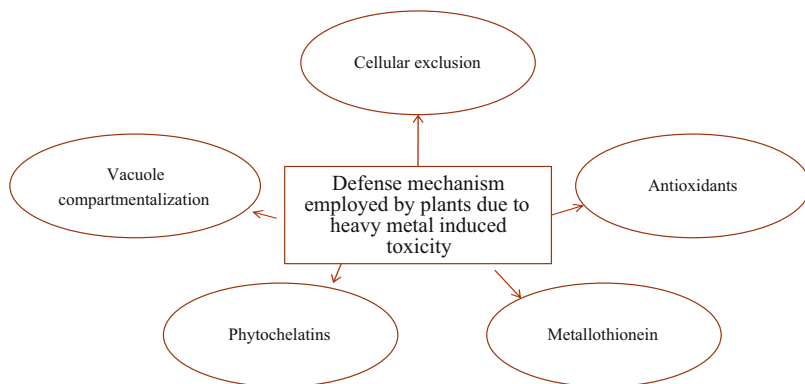 Cellular exclusion
Vacuole
compartmentalization
Defense mechanism
employed by plants due to
heavy metal induced
toxicity
Antioxidants
Phytochelatins
Metallothionein